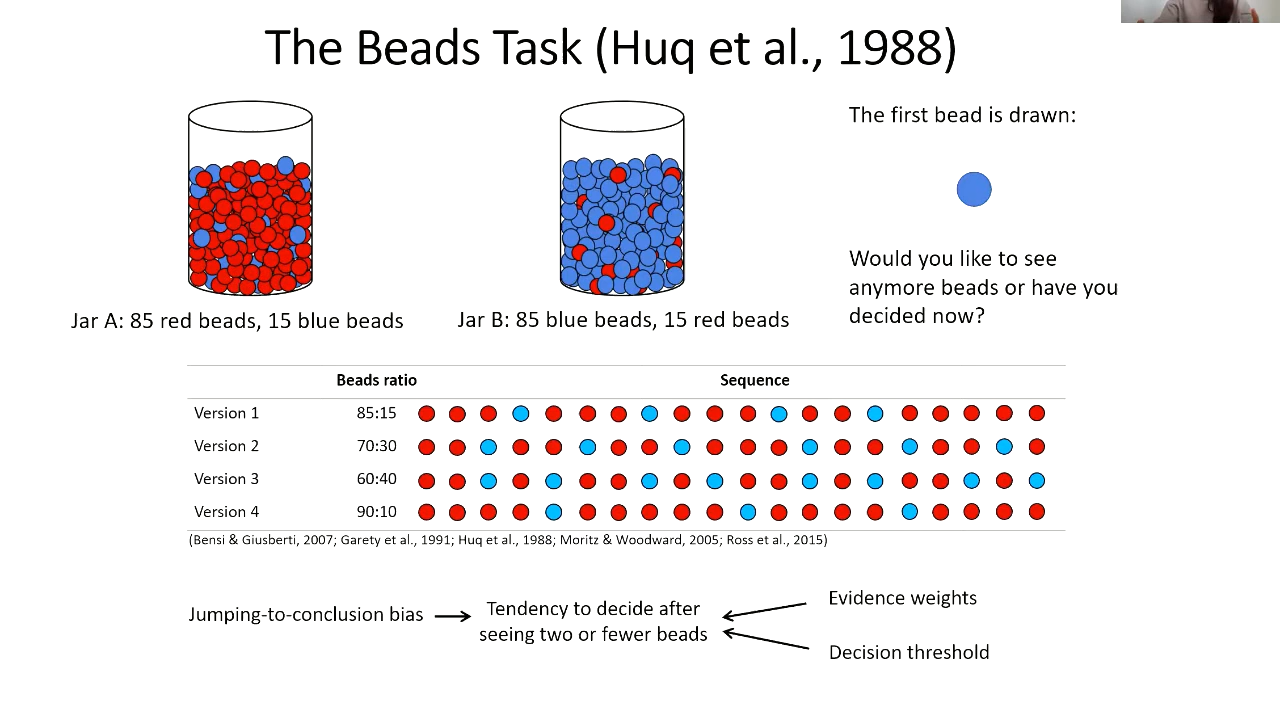 The Beads Task (Huq et al., 1988)
The first bead is drawn:
Would you like to see
anymore beads or have you
decided now?
Jar A: 85 red beads, 15 blue beads
Jar B: 85 blue beads, 15 red beads
Beads ratio Sequence
Version 1 85:15
Version 2 70:30
Version 3 60:40
Version 4 90:10
(Bensi & Giusberti, 2007; Garety et al., 1991; Huq et al., 1988; Moritz & Woodward, 2005; Ross et al., 2015)
Jumping-to-conclusion bias
Tendency to decide after
seeing two or fewer beads
Evidence weights
Decision threshold